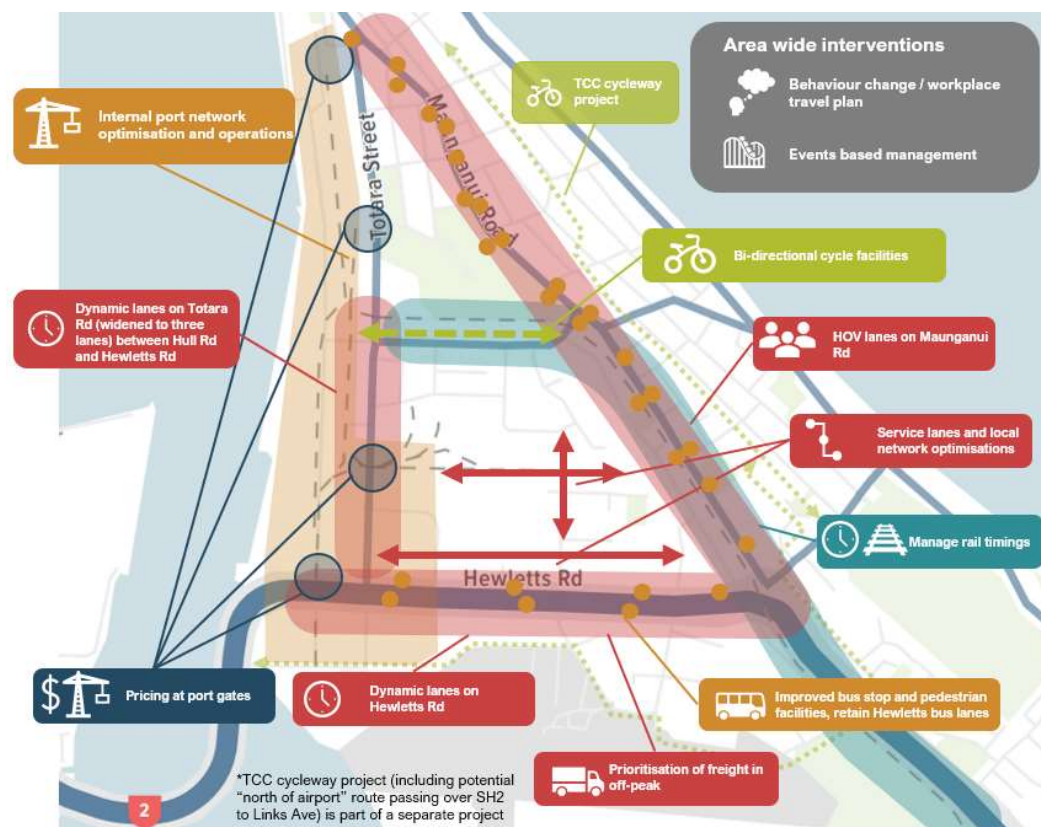 Area wide interventions
Behaviour change / workplace
travel plan
Events based management
TCC cycleway
project
Internal port network
optimisation and operations
Totara Street
Maunganui Road
Bi-directional cycle facilities
Dynamic lanes on Totara
Rd (widened to three
lanes) between Hull Rd
and Hewletts Rd
HOV lanes on Maunganui
Rd
Service lanes and local
network optimisations
Manage rail timings
Hewletts Rd
$
Pricing at port gates
Dynamic lanes on
Hewletts Rd
Improved bus stop and pedestrian
facilities, retain Hewletts bus lanes
Prioritisation of freight in
off-peak
*TCC cycleway project (including potential
“north of airport” route passing over SH2
to Links Ave) is part of a separate project
2